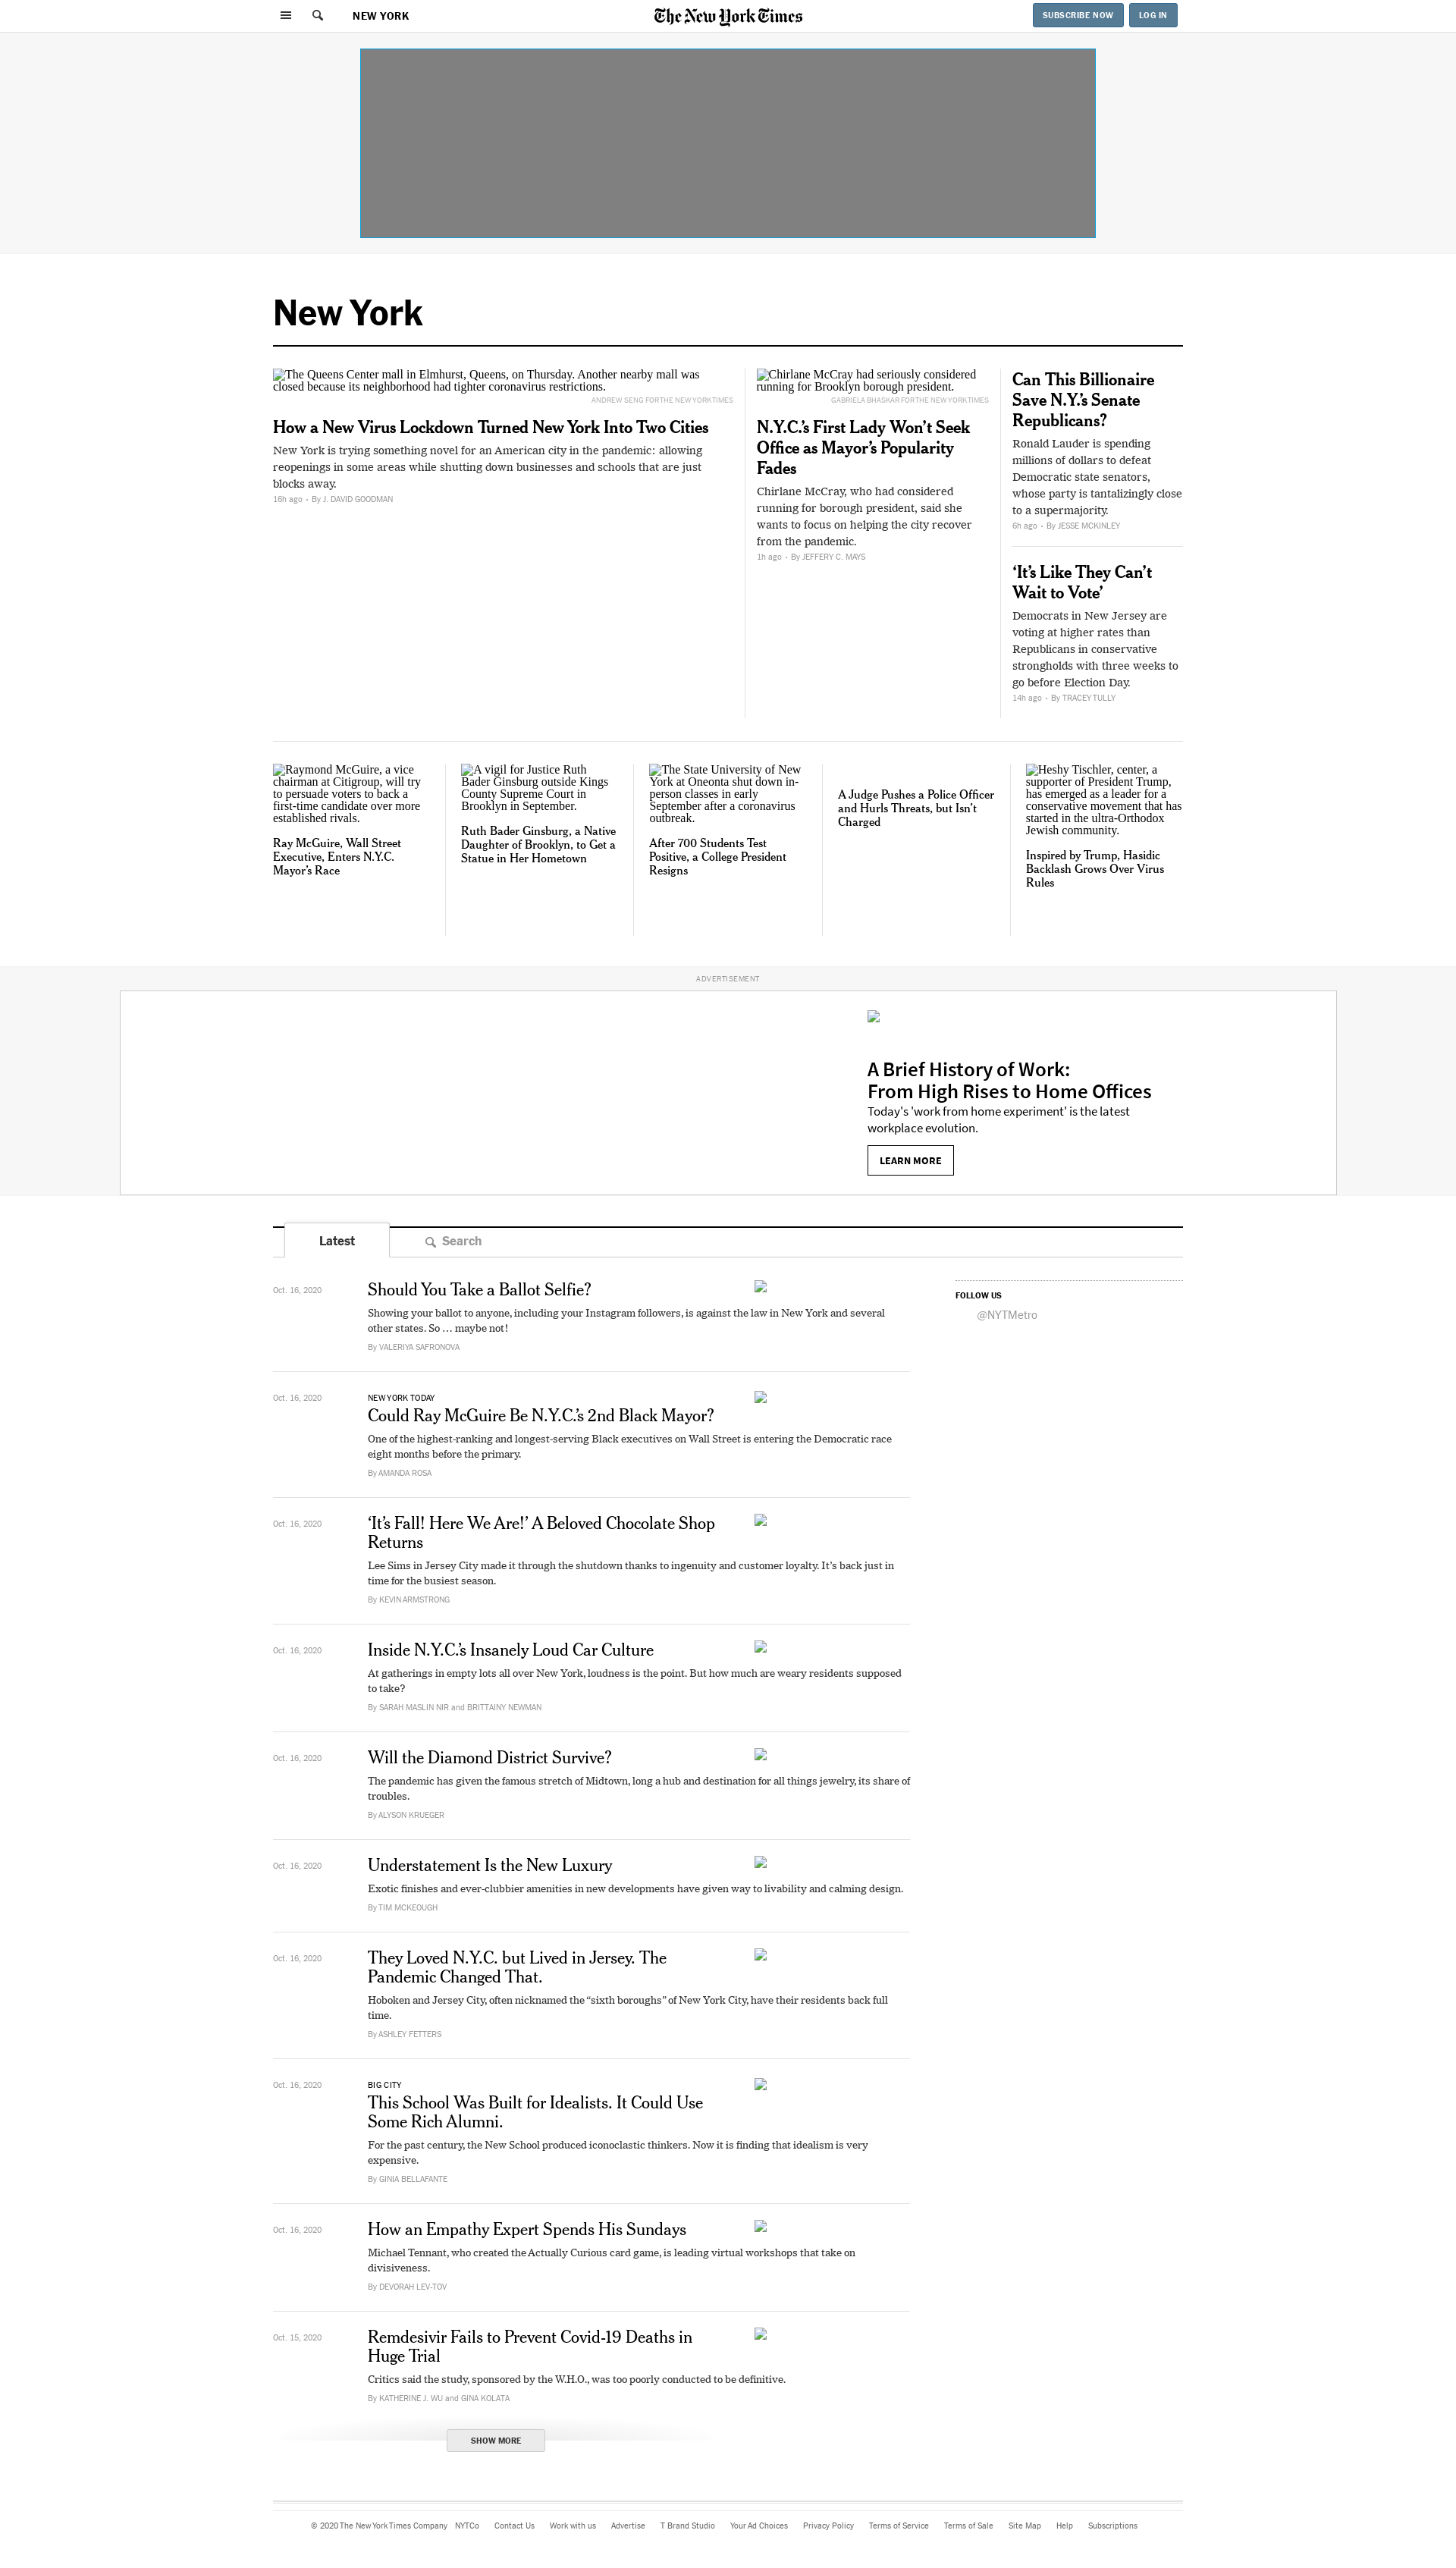 NEW YORK
The New York Times
SUBSCRIBE NOW
LOG IN
New York
The Queens Center mall in Elmhurst, Queens, on Thursday. Another nearby mall was
closed because its neighborhood had tighter coronavirus restrictions.
ANDREW SENG FOR THE NEW YORK TIMES
How a New Virus Lockdown Turned New York Into Two Cities
New York is trying something novel for an American city in the pandemic: allowing
reopenings in some areas while shutting down businesses and schools that are just
blocks away.
16h ago • By J. DAVID GOODMAN
Chirlane McCray had seriously considered
running for Brooklyn borough president.
GABRIELA BHASKAR FOR THE NEW YORK TIMES
N.Y.C.’s First Lady Won’t Seek
Office as Mayor’s Popularity
Fades
Chirlane McCray, who had considered
running for borough president, said she
wants to focus on helping the city recover
from the pandemic.
1h ago • By JEFFERY C. MAYS
Can This Billionaire
Save N.Y.’s Senate
Republicans?
Ronald Lauder is spending
millions of dollars to defeat
Democratic state senators,
whose party is tantalizingly close
to a supermajority.
6h ago • By JESSE MCKINLEY
‘It’s Like They Can’t
Wait to Vote’
Democrats in New Jersey are
voting at higher rates than
Republicans in conservative
strongholds with three weeks to
go before Election Day.
14h ago • By TRACEY TULLY
Raymond McGuire, a vice
chairman at Citigroup, will try
to persuade voters to back a
first-time candidate over more
established rivals.
Ray McGuire, Wall Street
Executive, Enters N.Y.C.
Mayor’s Race
A vigil for Justice Ruth
Bader Ginsburg outside Kings
County Supreme Court in
Brooklyn in September.
Ruth Bader Ginsburg, a Native
Daughter of Brooklyn, to Get a
Statue in Her Hometown
The State University of New
York at Oneonta shut down in-
person classes in early
September after a coronavirus
outbreak.
After 700 Students Test
Positive, a College President
Resigns
A Judge Pushes a Police Officer
and Hurls Threats, but Isn’t
Charged
Heshy Tischler, center, a
supporter of President Trump,
has emerged as a leader for a
conservative movement that has
started in the ultra-Orthodox
Jewish community.
Inspired by Trump, Hasidic
Backlash Grows Over Virus
Rules
ADVERTISEMENT
A Brief History of Work:
From High Rises to Home Offices
Today's 'work from home experiment' is the latest
workplace evolution.
LEARN MORE
Latest
Search
Oct. 16, 2020
Should You Take a Ballot Selfie?
Showing your ballot to anyone, including your Instagram followers, is against the law in New York and several
other states. So … maybe not!
By VALERIYA SAFRONOVA
FOLLOW US
@NYTMetro
Oct. 16, 2020
NEW YORK TODAY
Could Ray McGuire Be N.Y.C.’s 2nd Black Mayor?
One of the highest-ranking and longest-serving Black executives on Wall Street is entering the Democratic race
eight months before the primary.
By AMANDA ROSA
Oct. 16, 2020
‘It’s Fall! Here We Are!’ A Beloved Chocolate Shop
Returns
Lee Sims in Jersey City made it through the shutdown thanks to ingenuity and customer loyalty. It’s back just in
time for the busiest season.
By KEVIN ARMSTRONG
Oct. 16, 2020
Inside N.Y.C.’s Insanely Loud Car Culture
At gatherings in empty lots all over New York, loudness is the point. But how much are weary residents supposed
to take?
By SARAH MASLIN NIR and BRITTAINY NEWMAN
Oct. 16, 2020
Will the Diamond District Survive?
The pandemic has given the famous stretch of Midtown, long a hub and destination for all things jewelry, its share of
troubles.
By ALYSON KRUEGER
Oct. 16, 2020
Understatement Is the New Luxury
Exotic finishes and ever-clubbier amenities in new developments have given way to livability and calming design.
By TIM MCKEOUGH
Oct. 16, 2020
They Loved N.Y.C. but Lived in Jersey. The
Pandemic Changed That.
Hoboken and Jersey City, often nicknamed the “sixth boroughs” of New York City, have their residents back full
time.
By ASHLEY FETTERS
Oct. 16, 2020
BIG CITY
This School Was Built for Idealists. It Could Use
Some Rich Alumni.
For the past century, the New School produced iconoclastic thinkers. Now it is finding that idealism is very
expensive.
By GINIA BELLAFANTE
Oct. 16, 2020
How an Empathy Expert Spends His Sundays
Michael Tennant, who created the Actually Curious card game, is leading virtual workshops that take on
divisiveness.
By DEVORAH LEV-TOV
Oct. 15, 2020
Remdesivir Fails to Prevent Covid-19 Deaths in
Huge Trial
Critics said the study, sponsored by the W.H.O., was too poorly conducted to be definitive.
By KATHERINE J. WU and GINA KOLATA
SHOW MORE
© 2020 The New York Times Company NYTCo Contact Us Work with us Advertise T Brand Studio Your Ad Choices Privacy Policy Terms of Service Terms of Sale Site Map Help Subscriptions